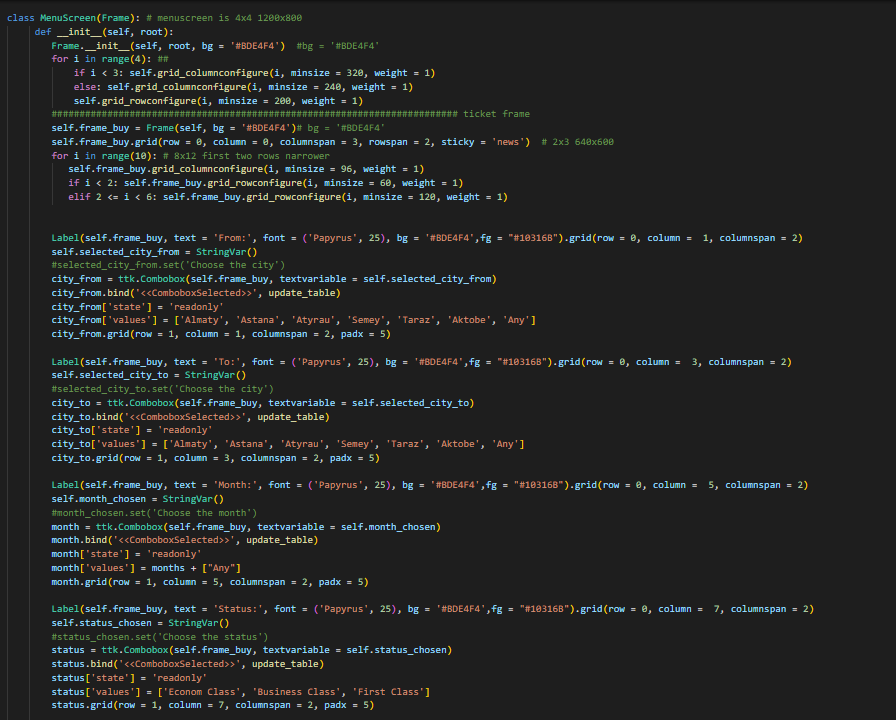 class MenuScreen(Frame): # menuscreen is 4x4 1200x800
def __init__(self, root):
Frame.__init__(self, root, bg = '#BDE4F4')  #bg = '#BDE4F4'
for i in range(4): ##
if i < 3: self.grid_columnconfigure(i, minsize = 320, weight = 1)
else: self.grid_columnconfigure(i, minsize = 240, weight = 1)
self.grid_rowconfigure(i, minsize = 200, weight = 1)
######################################################################### ticket frame
self.frame_buy = Frame(self, bg = '#BDE4F4')# bg = '#BDE4F4'
self.frame_buy.grid(row = 0, column = 0, columnspan = 3, rowspan = 2, sticky = 'news')  # 2x3 640x600
for i in range(10): # 8x12 first two rows narrower
self.frame_buy.grid_columnconfigure(i, minsize = 96, weight = 1)
if i < 2: self.frame_buy.grid_rowconfigure(i, minsize = 60, weight = 1)
elif 2 <= i < 6: self.frame_buy.grid_rowconfigure(i, minsize = 120, weight = 1)
Label(self.frame_buy, text = 'From:', font = ('Papyrus', 25), bg = '#BDE4F4',fg = "#10316B").grid(row = 0, column =  1, columnspan = 2)
self.selected_city_from = StringVar()
#selected_city_from.set('Choose the city')
city_from = ttk.Combobox(self.frame_buy, textvariable = self.selected_city_from)
city_from.bind('<<ComboboxSelected>>', update_table)
city_from['state'] = 'readonly'
city_from['values'] = ['Almaty', 'Astana', 'Atyrau', 'Semey', 'Taraz', 'Aktobe', 'Any']
city_from.grid(row = 1, column = 1, columnspan = 2, padx = 5)
Label(self.frame_buy, text = 'To:', font = ('Papyrus', 25), bg = '#BDE4F4',fg = "#10316B").grid(row = 0, column =  3, columnspan = 2)
self.selected_city_to = StringVar()
#selected_city_to.set('Choose the city')
city_to = ttk.Combobox(self.frame_buy, textvariable = self.selected_city_to)
city_to.bind('<<ComboboxSelected>>', update_table)
city_to['state'] = 'readonly'
city_to['values'] = ['Almaty', 'Astana', 'Atyrau', 'Semey', 'Taraz', 'Aktobe', 'Any']
city_to.grid(row = 1, column = 3, columnspan = 2, padx = 5)
Label(self.frame_buy, text = 'Month:', font = ('Papyrus', 25), bg = '#BDE4F4',fg = "#10316B").grid(row = 0, column =  5, columnspan = 2)
self.month_chosen = StringVar()
#month_chosen.set('Choose the month')
month = ttk.Combobox(self.frame_buy, textvariable = self.month_chosen)
month.bind('<<ComboboxSelected>>', update_table)
month['state'] = 'readonly'
month['values'] = months + ["Any"]
month.grid(row = 1, column = 5, columnspan = 2, padx = 5)
Label(self.frame_buy, text = 'Status:', font = ('Papyrus', 25), bg = '#BDE4F4',fg = "#10316B").grid(row = 0, column =  7, columnspan = 2)
self.status_chosen = StringVar()
#status_chosen.set('Choose the status')
status = ttk.Combobox(self.frame_buy, textvariable = self.status_chosen)
status.bind('<<ComboboxSelected>>', update_table)
status['state'] = 'readonly'
status['values'] = ['Econom Class', 'Business Class', 'First Class']
status.grid(row = 1, column = 7, columnspan = 2, padx = 5)